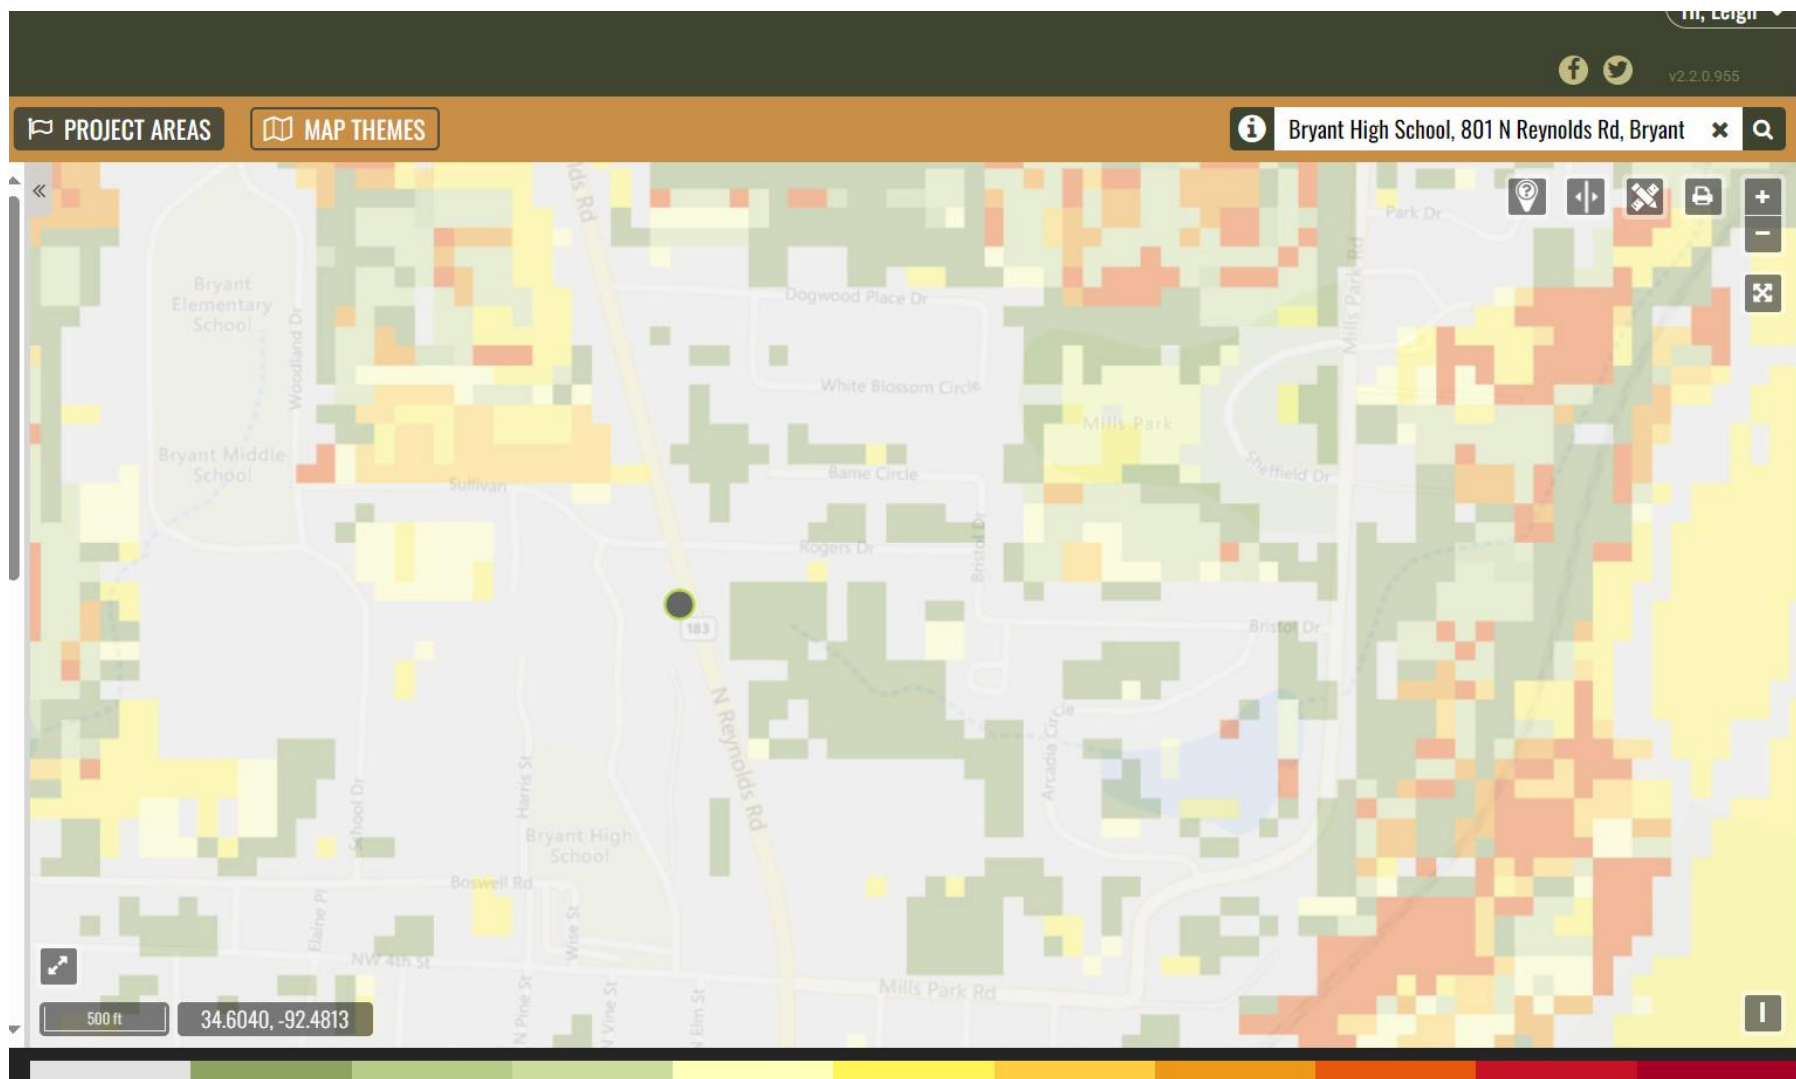 Hi, Leigh
v2.2.0.955
PROJECT AREAS
MAP THEMES
Bryant High School, 801 N Reynolds Rd, Bryant
lds Rd
Park Dr
Mills Park Rd
Bryant
Elementary
School
Woodland Dr
Dogwood Place Dr
White Blossom Circle
Mills Park
Bryant Middle
School
Sullivan
Bame Circle
Sheffield Dr
Rogers Dr
Bristol Dr
183
Bristol Dr
N Reynolds Rd
Arcadia Circle
School Dr
Harris St
Bryant High
School
Boswell Rd
Elaine Pl
Wise St
NW 4th St
Mills Park Rd
N Pine St
N Vine St
N Elm St
500 ft
34.6040, -92.4813